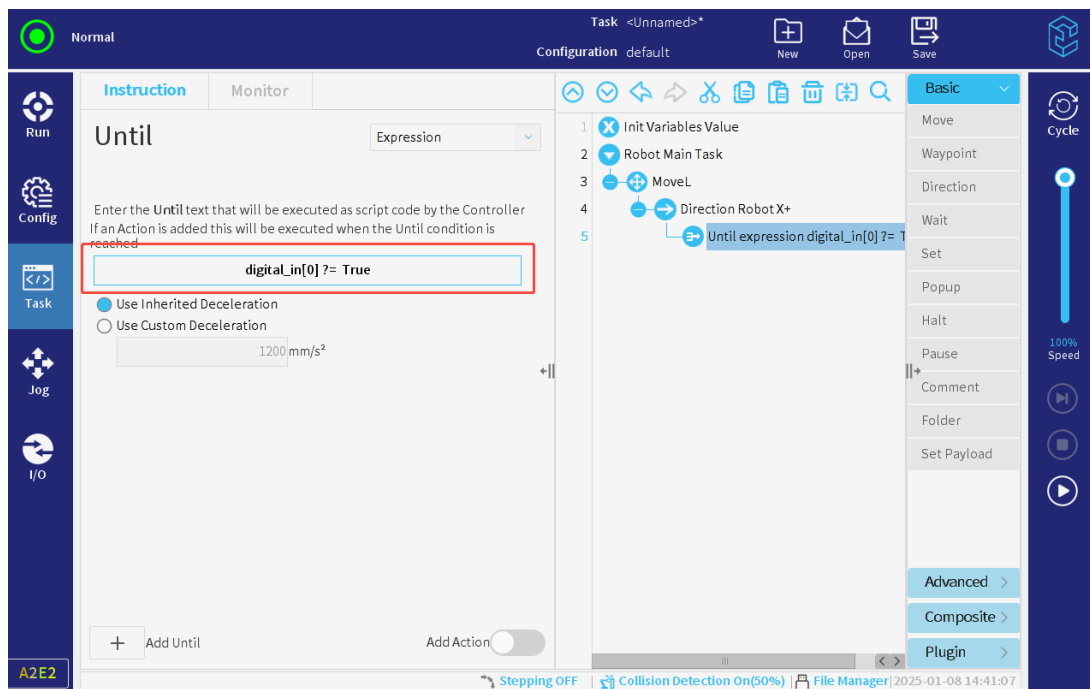 Normal
Task <Unnamed>*
Configuration default
New
Open
Save
Run
Config
Task
Jog
I/O
A2E2
Instruction
Monitor
Until
Expression
Enter the Until text that will be executed as script code by the Controller
If an Action is added this will be executed when the Until condition is
reached
digital_in[0] ?= True
Use Inherited Deceleration
Use Custom Deceleration
1200 mm/s²
+ Add Until
Add Action
1 Init Variables Value
2 Robot Main Task
3 MoveL
4 Direction Robot X+
5 Until expression digital_in[0] ?= T
Basic
Move
Waypoint
Direction
Wait
Set
Popup
Halt
Pause
Comment
Folder
Set Payload
Advanced >
Composite >
Plugin >
Cycle
100%
Speed
Stepping OFF | Collision Detection On(50%) | File Manager| 2025-01-08 14:41:07